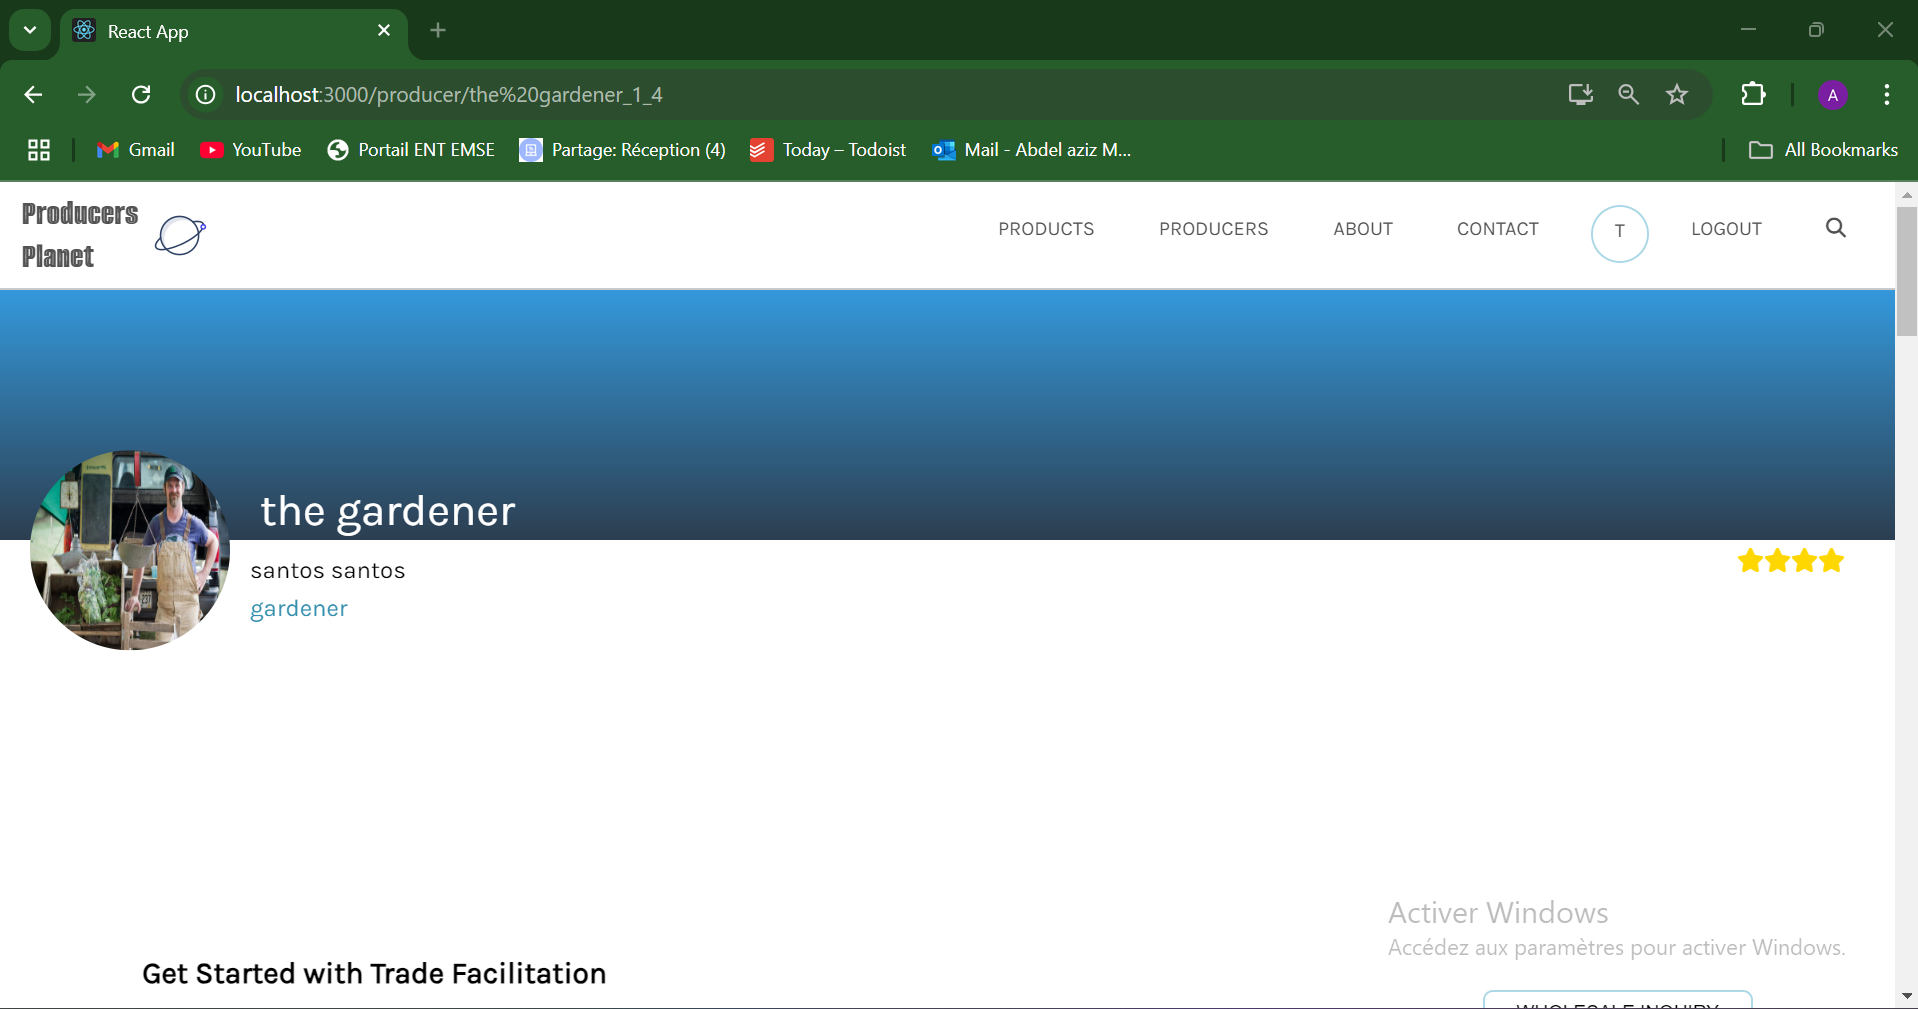 React App
localhost:3000/producer/the%20gardener_1_4
A
Gmail
YouTube
Portail ENT EMSE
Partage: Réception (4)
Today – Todoist
Mail - Abdel aziz M...
All Bookmarks
Producers
Planet
PRODUCTS
PRODUCERS
ABOUT
CONTACT
T
LOGOUT
the gardener
santos santos
gardener
Activer Windows
Accédez aux paramètres pour activer Windows.
Get Started with Trade Facilitation
WHOLESALE INQUIRY